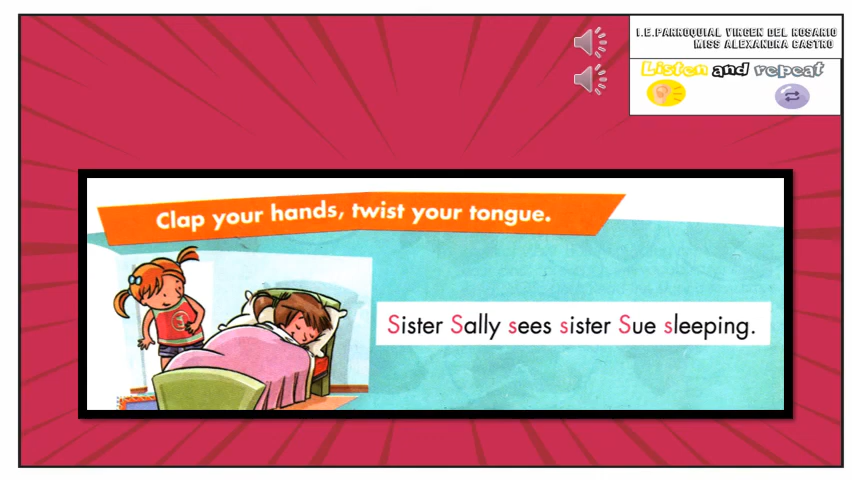 I.E.PARROQUIAL VIRGEN DEL ROSARIO
MISS ALEXANDRA CASTRO
Listen and repeat
Clap your hands, twist your tongue.
Sister Sally sees sister Sue sleeping.